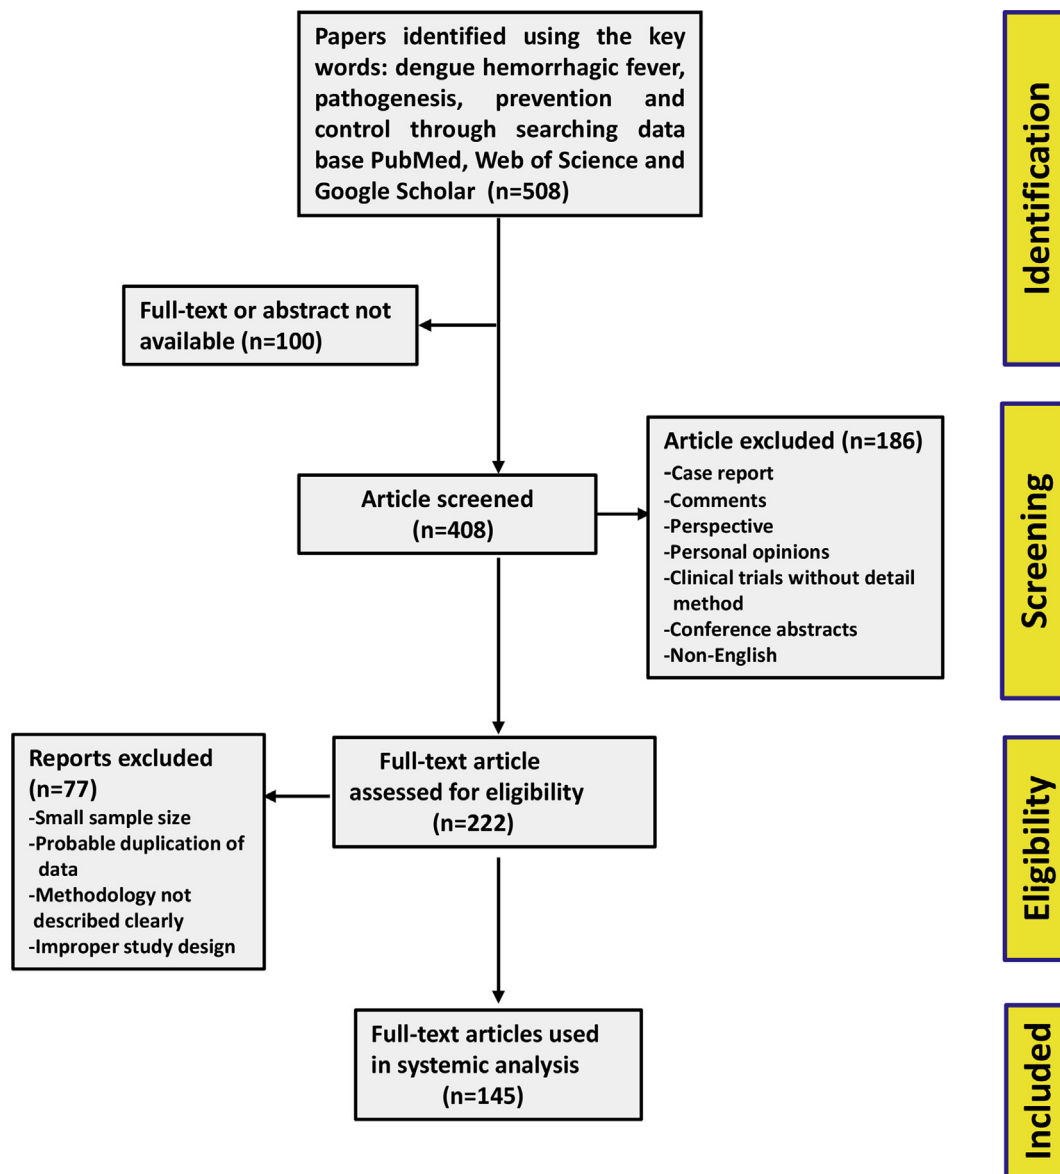 Papers identified using the key
words: dengue hemorrhagic fever,
pathogenesis, prevention and
control through searching data
base PubMed, Web of Science and
Google Scholar (n=508)
Identification
Full-text or abstract not
available (n=100)
Article screened
(n=408)
Article excluded (n=186)
-Case report
-Comments
-Perspective
-Personal opinions
-Clinical trials without detail
method
-Conference abstracts
-Non-English
Screening
Full-text article
assessed for eligibility
(n=222)
Reports excluded
(n=77)
-Small sample size
-Probable duplication of
data
-Methodology not
described clearly
-Improper study design
Eligibility
Full-text articles used
in systemic analysis
(n=145)
Included